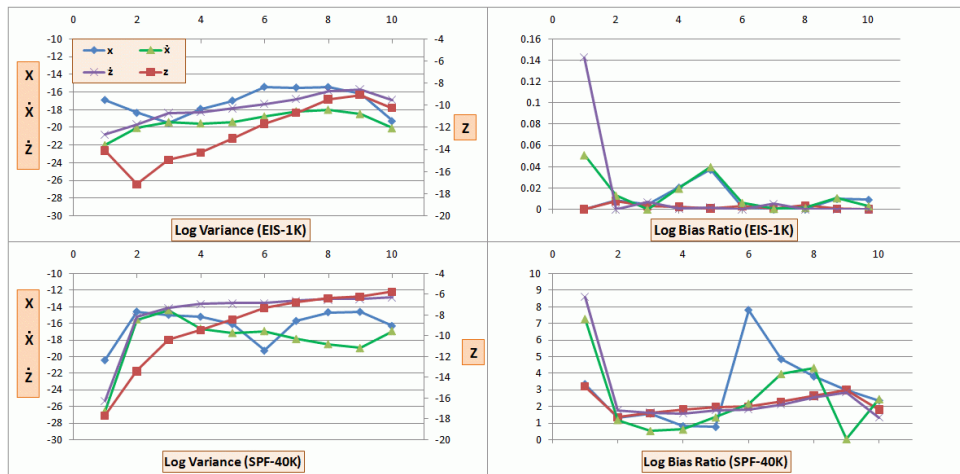 0 2 4 6 8 10
-10 -4
-12 -6
-14 -8
-16 -10
-18 -12
-20 -14
-22 -16
-24 -18
-26 -20
-28
-30
x ẋ
ż z
X
Ẋ
Ż
Z
Log Variance (EIS-1K)
0 2 4 6 8 10
0.16
0.14
0.12
0.1
0.08
0.06
0.04
0.02
0
Log Bias Ratio (EIS-1K)
0 2 4 6 8 10
-10 -4
-12 -6
-14 -8
-16 -10
-18 -12
-20 -14
-22 -16
-24 -18
-26 -20
-28
-30
X
Ẋ
Ż
Z
Log Variance (SPF-40K)
0 2 4 6 8 10
10
9
8
7
6
5
4
3
2
1
0
Log Bias Ratio (SPF-40K)